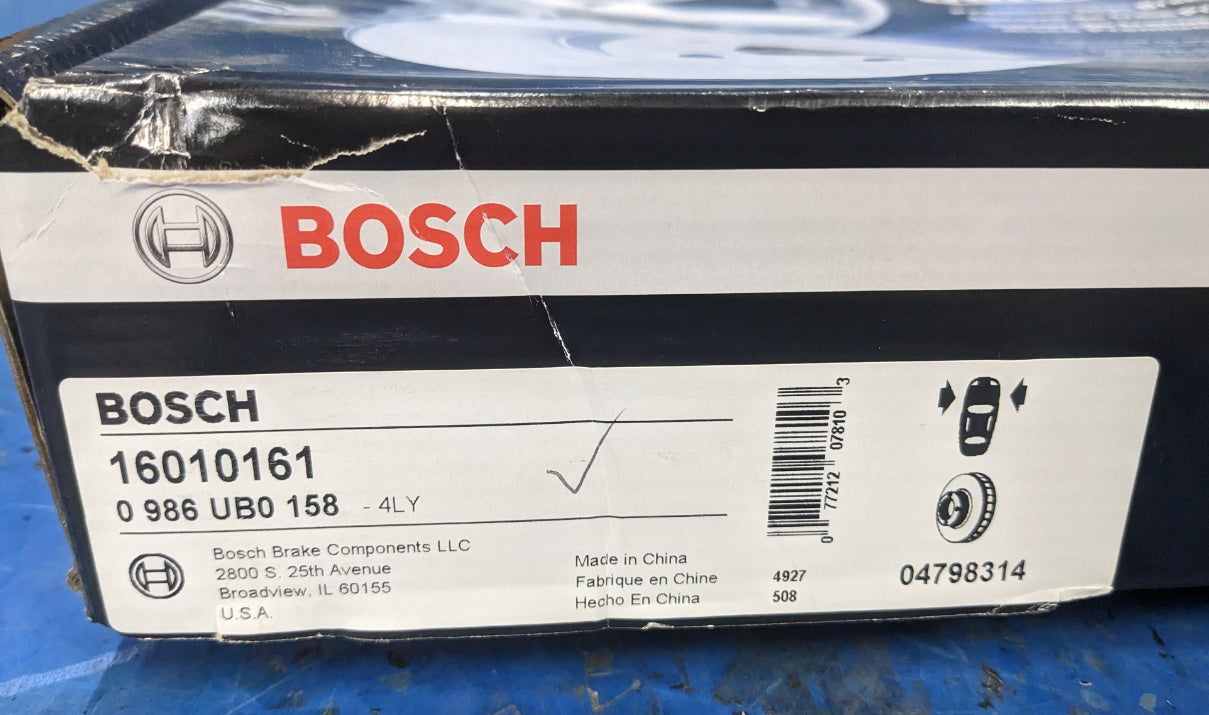 BOSCH
BOSCH
16010161
0 986 UB0 158 - 4LY
Bosch Brake Components LLC
2800 S. 25th Avenue
Broadview, IL 60155
U.S.A.
Made in China
Fabrique en Chine
Hecho En China
4927
508
0 77212 07810 3
04798314